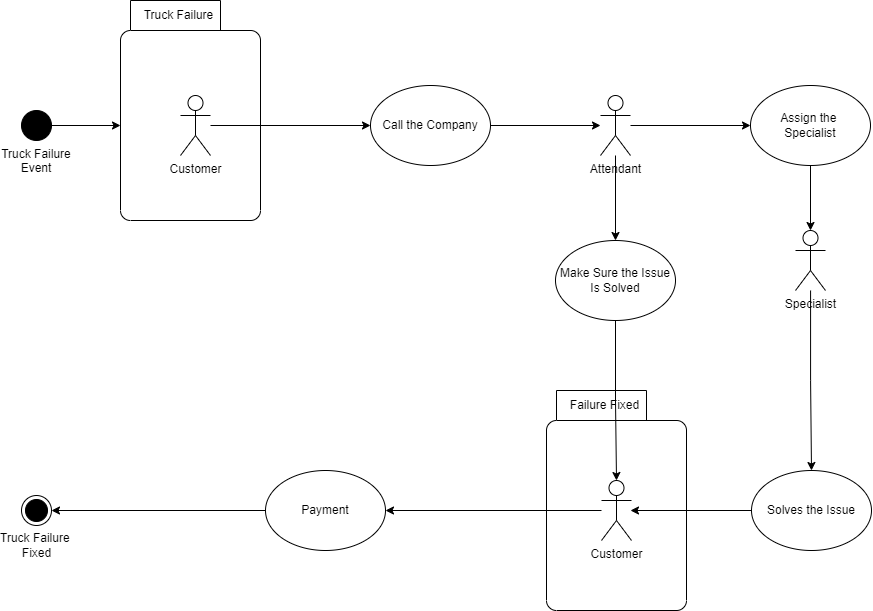 Truck Failure
Call the Company
Assign the
Specialist
Truck Failure
Event
Customer
Attendant
Make Sure the Issue
Is Solved
Specialist
Failure Fixed
Payment
Solves the Issue
Truck Failure
Fixed
Customer